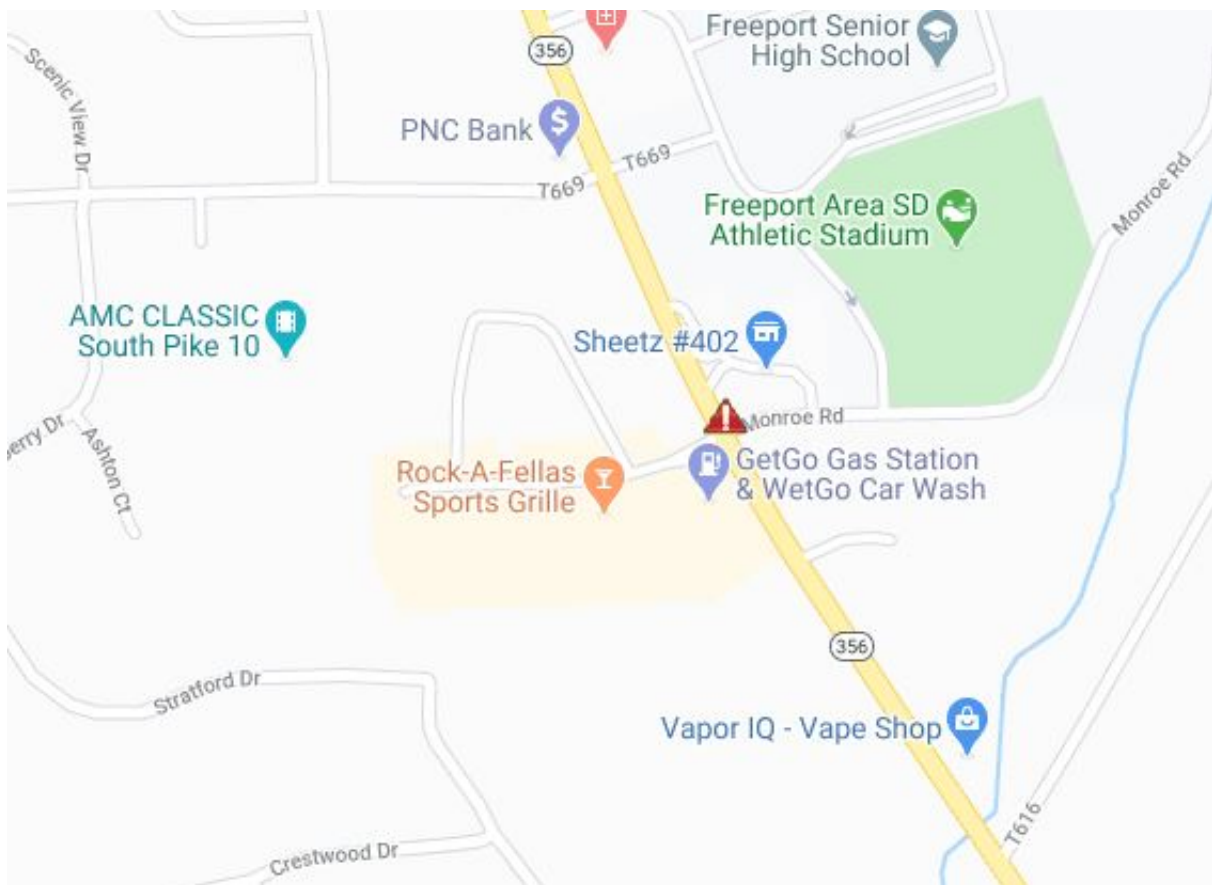 Freeport Senior
High School
356
Scenic View Dr
PNC Bank
T669
T669
Monroe Rd
Freeport Area SD
Athletic Stadium
AMC CLASSIC
South Pike 10
Sheetz #402
Monroe Rd
erry Dr
Ashton Ct
Rock-A-Fellas
Sports Grille
GetGo Gas Station
& WetGo Car Wash
356
Stratford Dr
Vapor IQ - Vape Shop
T616
Crestwood Dr